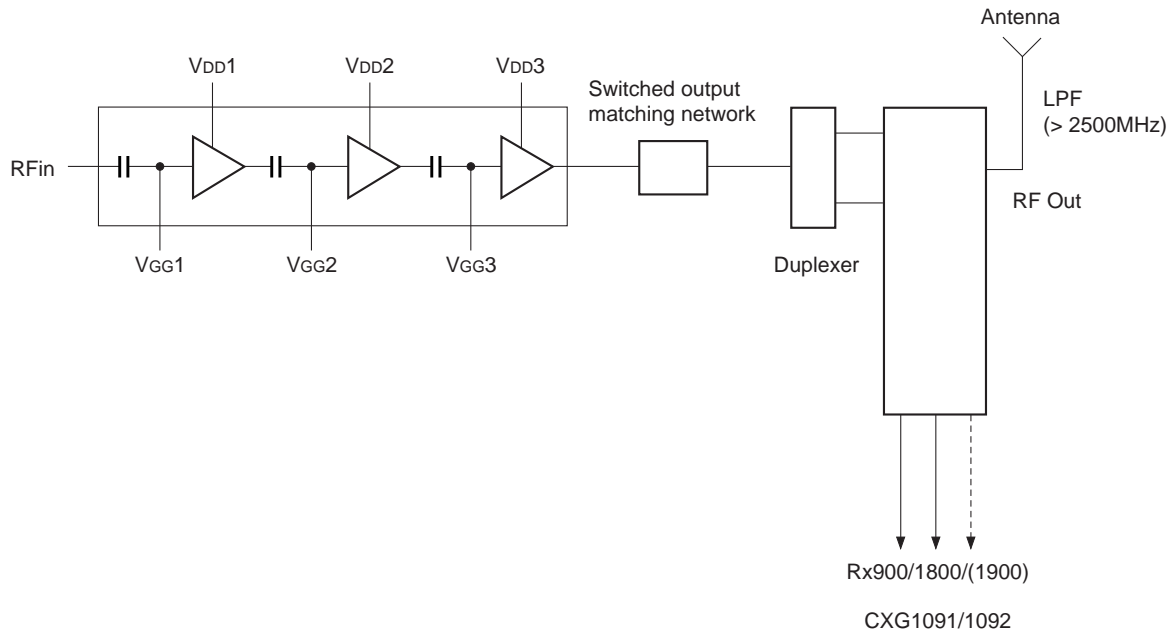 Antenna
VDD1
VDD2
VDD3
Switched output
matching network
LPF
(> 2500MHz)
RFin
RF Out
VGG1
VGG2
VGG3
Duplexer
Rx900/1800/(1900)
CXG1091/1092